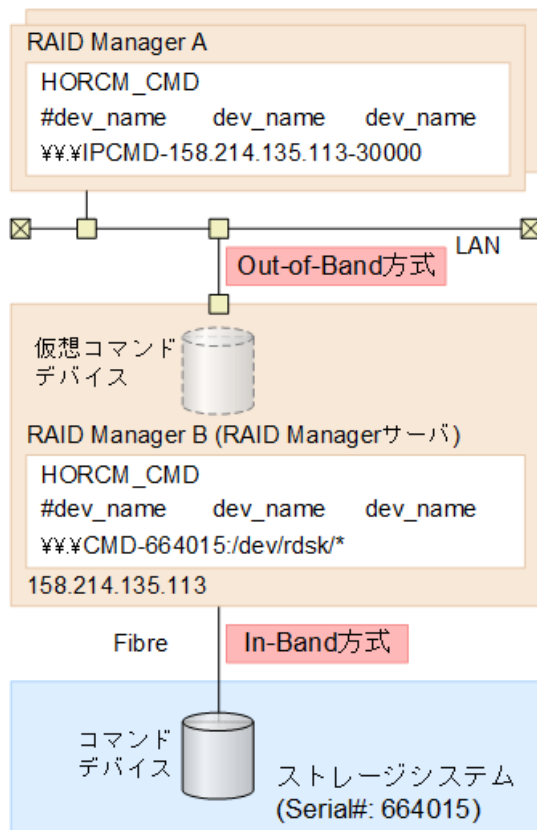 RAID Manager A
HORCM_CMD
#dev_name dev_name dev_name
¥¥.¥IPCMD-158.214.135.113-30000
LAN
Out-of-Band方式
仮想コマンド
デバイス
RAID Manager B (RAID Managerサーバ)
HORCM_CMD
#dev_name dev_name dev_name
¥¥.¥CMD-664015:/dev/rdsk/*
158.214.135.113
Fibre
In-Band方式
コマンド
デバイス
ストレージシステム
(Serial#: 664015)